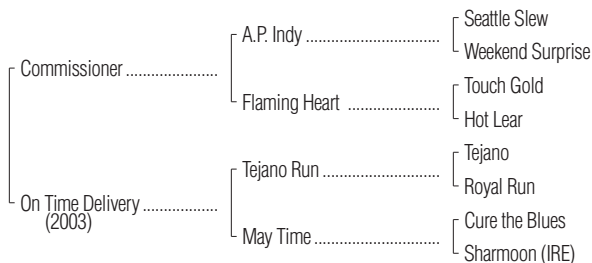 Seattle Slew
A.P. Indy ........................
Weekend Surprise
Commissioner ................
Touch Gold
Flaming Heart ................
Hot Lear
Tejano
Tejano Run ......................
Royal Run
On Time Delivery .............
(2003)
Cure the Blues
May Time .......................
Sharmoon (IRE)